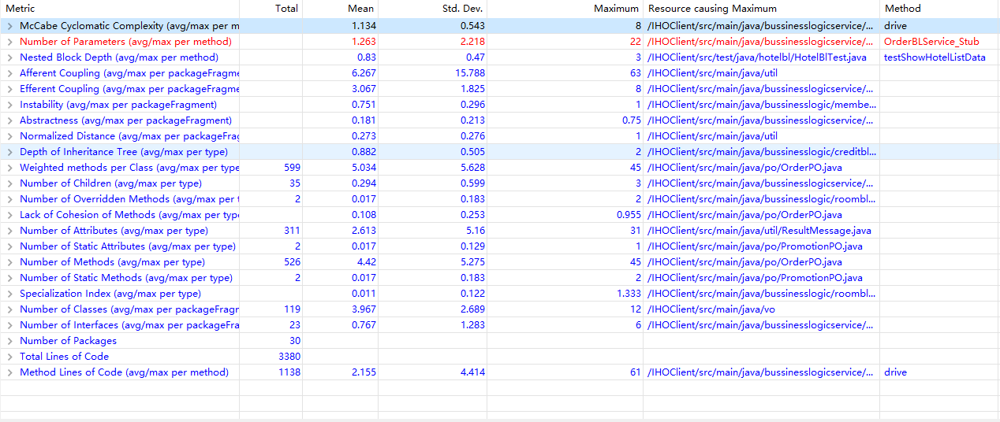 Metric Total Mean Std. Dev. Maximum Resource causing Maximum Method
McCabe Cyclomatic Complexity (avg/max per m 1.134 0.543 8 /IHOClient/src/main/java/bussinesslogicservice/... drive
Number of Parameters (avg/max per method) 1.263 2.218 22 /IHOClient/src/main/java/bussinesslogicservice/... OrderBLService_Stub
Nested Block Depth (avg/max per method) 0.83 0.47 3 /IHOClient/src/test/java/hotelbl/HotelBlTest.java testShowHotelListData
Afferent Coupling (avg/max per packageFragme 6.267 15.788 63 /IHOClient/src/main/java/util
Efferent Coupling (avg/max per packageFragme 3.067 1.825 8 /IHOClient/src/main/java/bussinesslogicservice/...
Instability (avg/max per packageFragment) 0.751 0.296 1 /IHOClient/src/main/java/bussinesslogic/membe...
Abstractness (avg/max per packageFragment) 0.181 0.213 0.75 /IHOClient/src/main/java/bussinesslogicservice/...
Normalized Distance (avg/max per packageFrag 0.273 0.276 1 /IHOClient/src/main/java/util
Depth of Inheritance Tree (avg/max per type) 0.882 0.505 2 /IHOClient/src/main/java/bussinesslogic/creditbl...
Weighted methods per Class (avg/max per type 599 5.034 5.628 45 /IHOClient/src/main/java/po/OrderPO.java
Number of Children (avg/max per type) 35 0.294 0.599 3 /IHOClient/src/main/java/bussinesslogicservice/...
Number of Overridden Methods (avg/max per t 2 0.017 0.183 2 /IHOClient/src/main/java/bussinesslogic/roombl...
Lack of Cohesion of Methods (avg/max per type 0.108 0.253 0.955 /IHOClient/src/main/java/po/OrderPO.java
Number of Attributes (avg/max per type) 311 2.613 5.16 31 /IHOClient/src/main/java/util/ResultMessage.java
Number of Static Attributes (avg/max per type) 2 0.017 0.129 1 /IHOClient/src/main/java/po/PromotionPO.java
Number of Methods (avg/max per type) 526 4.42 5.275 45 /IHOClient/src/main/java/po/OrderPO.java
Number of Static Methods (avg/max per type) 2 0.017 0.183 2 /IHOClient/src/main/java/po/PromotionPO.java
Specialization Index (avg/max per type) 0.011 0.122 1.333 /IHOClient/src/main/java/bussinesslogic/roombl...
Number of Classes (avg/max per packageFragr 119 3.967 2.689 12 /IHOClient/src/main/java/vo
Number of Interfaces (avg/max per packageFra 23 0.767 1.283 6 /IHOClient/src/main/java/bussinesslogicservice/...
Number of Packages 30
Total Lines of Code 3380
Method Lines of Code (avg/max per method) 1138 2.155 4.414 61 /IHOClient/src/main/java/bussinesslogicservice/... drive